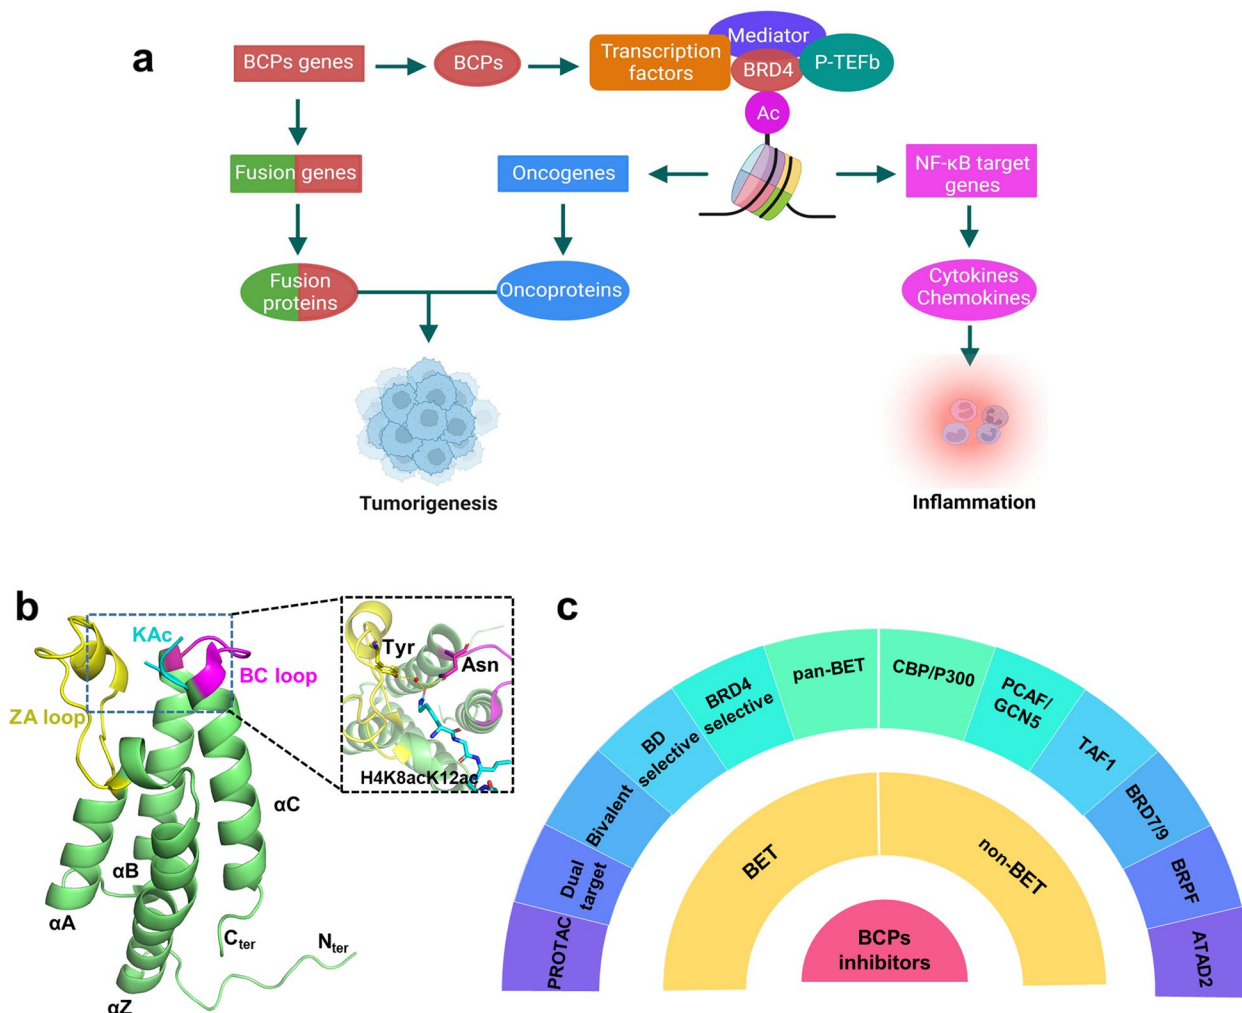 a
BCPs genes
BCPs
Transcription
factors
Mediator
BRD4
P-TEFb
Ac
Fusion genes
Oncogenes
NF-κB target
genes
Fusion
proteins
Oncoproteins
Cytokines
Chemokines
Tumorigenesis
Inflammation
b
KAc
BC loop
ZA loop
Tyr
Asn
H4K8acK12ac
αC
αB
αA
Cter
Nter
αZ
c
PROTAC
Dual
target
Bivalent
BD
selective
BRD4
selective
pan-BET
CBP/P300
PCAF/
GCN5
TAF1
BRD7/9
BRPF
ATAD2
BET
non-BET
BCPs
inhibitors